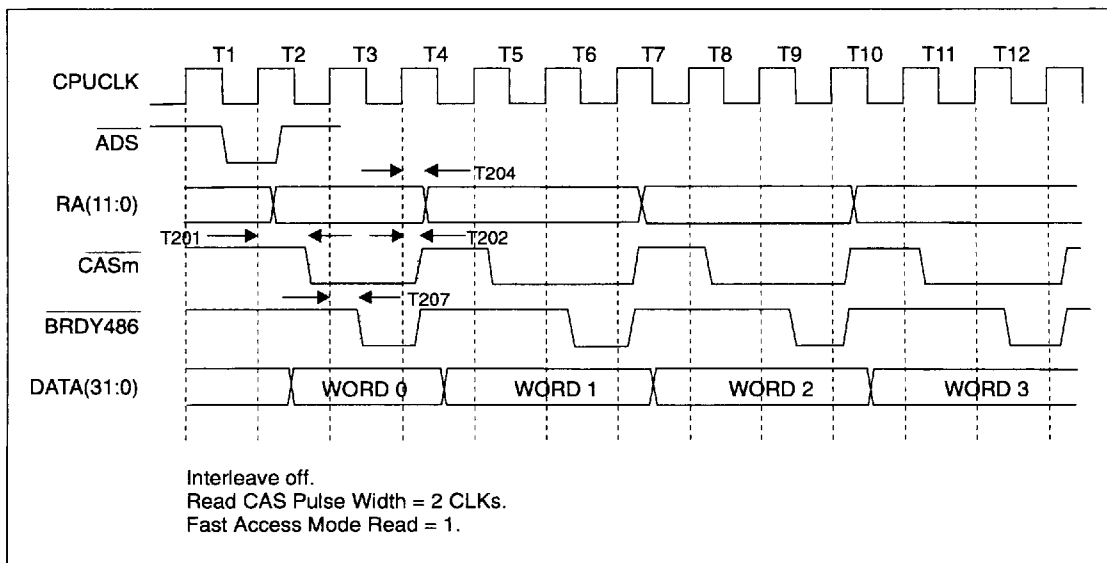 T1 T2 T3 T4 T5 T6 T7 T8 T9 T10 T11 T12
CPUCLK
ADS
T204
RA(11:0)
T201 T202
CASm
T207
BRDY486
DATA(31:0) WORD 0 WORD 1 WORD 2 WORD 3
Interleave off.
Read CAS Pulse Width = 2 CLKs.
Fast Access Mode Read = 1.